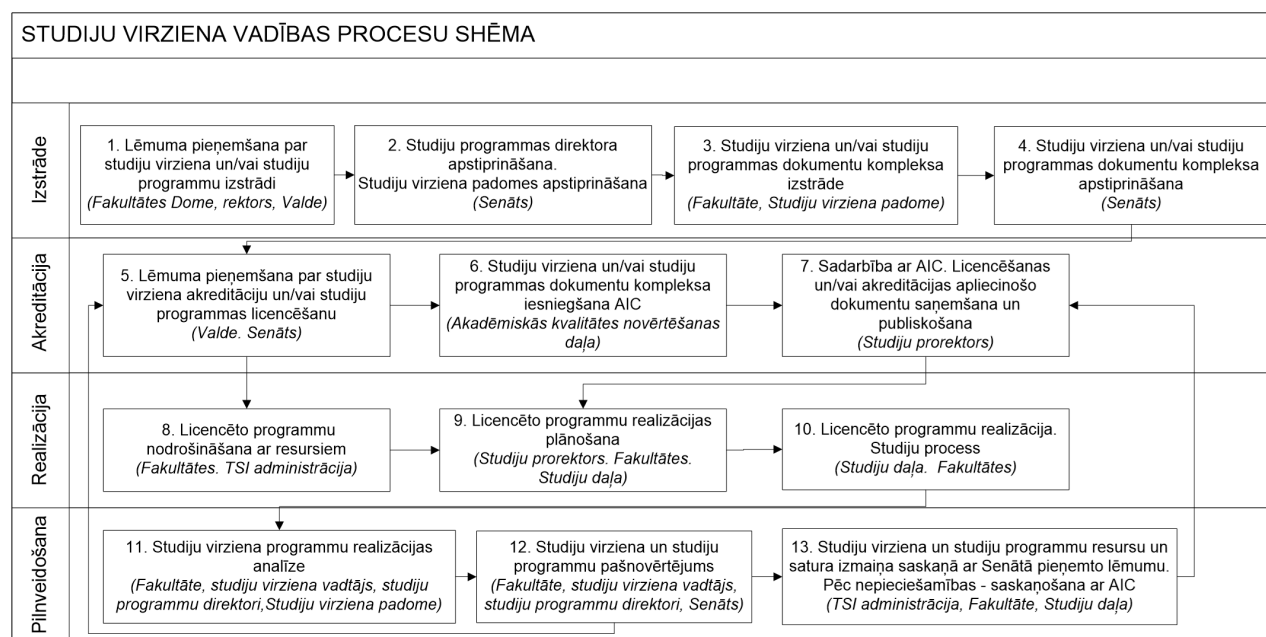 STUDIJU VIRZIENA VADĪBAS PROCESU SHĒMA
Izstrāde
1. Lēmuma pieņemšana par
studiju virziena un/vai studiju
programmu izstrādi
(Fakultātes Dome, rektors, Valde)
2. Studiju programmas direktora
apstiprināšana.
Studiju virziena padomes apstiprināšana
(Senāts)
3. Studiju virziena un/vai studiju
programmas dokumentu kompleksa
izstrāde
(Fakultāte, Studiju virziena padome)
4. Studiju virziena un/vai studiju
programmas dokumentu kompleksa
apstiprināšana
(Senāts)
Akreditācija
5. Lēmuma pieņemšana par studiju
virziena akreditāciju un/vai studiju
programmas licencēšanu
(Valde. Senāts)
6. Studiju virziena un/vai studiju
programmas dokumentu kompleksa
iesniegšana AIC
(Akadēmiskās kvalitātes novērtēšanas
daļa)
7. Sadarbība ar AIC. Licencēšanas
un/vai akreditācijas apliecinošo
dokumentu saņemšana un
publiskošana
(Studiju prorektors)
Realizācija
8. Licencēto programmu
nodrošināšana ar resursiem
(Fakultātes. TSI administrācija)
9. Licencēto programmu realizācijas
plānošana
(Studiju prorektors. Fakultātes.
Studiju daļa)
10. Licencēto programmu realizācija.
Studiju process
(Studiju daļa. Fakultātes)
Pilnveidošana
11. Studiju virziena programmu realizācijas
analīze
(Fakultāte, studiju virziena vadtājs, studiju
programmu direktori,Studiju virziena padome)
12. Studiju virziena un studiju
programmu pašnovērtējums
(Fakultāte, studiju virziena vadtājs,
studiju programmu direktori, Senāts)
13. Studiju virziena un studiju programmu resursu un
satura izmaiņa saskaņā ar Senātā pieņemto lēmumu.
Pēc nepieciešamības - saskaņošana ar AIC
(TSI administrācija, Fakultāte, Studiju daļa)